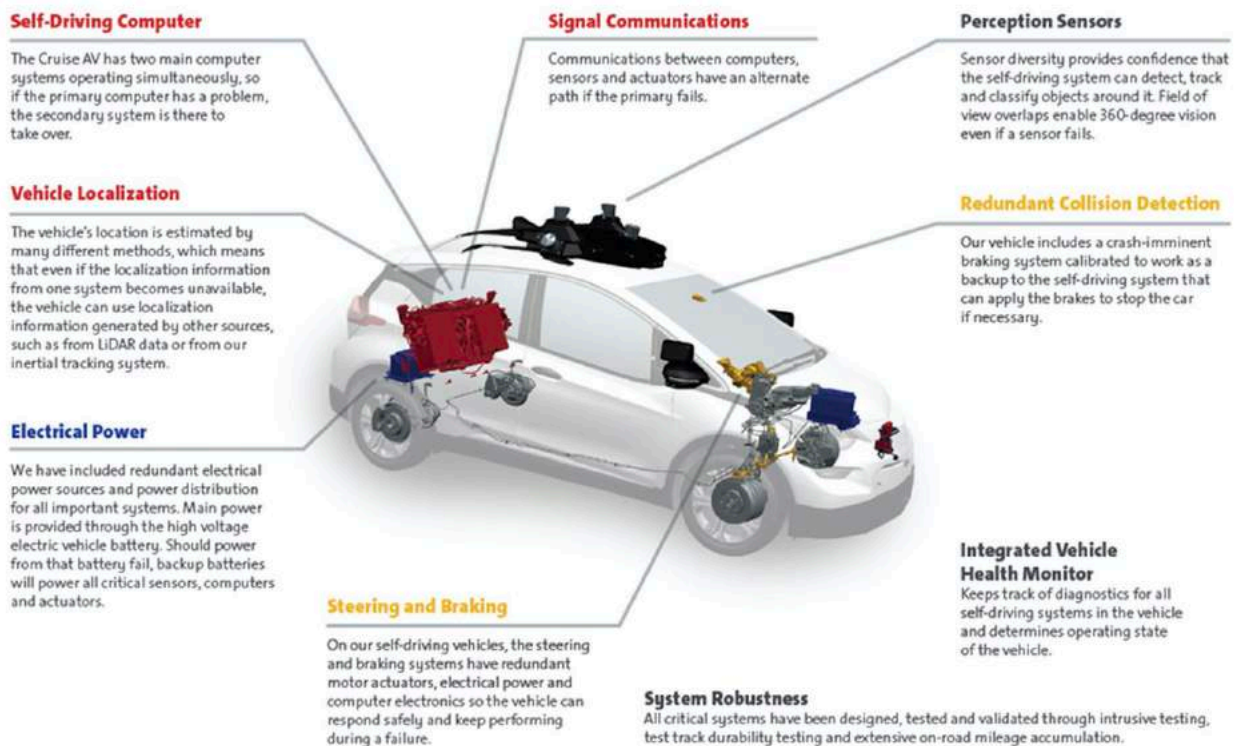 Self-Driving Computer
The Cruise AV has two main computer
systems operating simultaneously, so
if the primary computer has a problem,
the secondary system is there to
take over.
Signal Communications
Communications between computers,
sensors and actuators have an alternate
path if the primary fails.
Perception Sensors
Sensor diversity provides confidence that
the self-driving system can detect, track
and classify objects around it. Field of
view overlaps enable 360-degree vision
even if a sensor fails.
Vehicle Localization
The vehicle's location is estimated by
many different methods, which means
that even if the localization information
from one system becomes unavailable,
the vehicle can use localization
information generated by other sources,
such as from LiDAR data or from our
inertial tracking system.
Redundant Collision Detection
Our vehicle includes a crash-imminent
braking system calibrated to work as a
backup to the self-driving system that
can apply the brakes to stop the car
if necessary.
Electrical Power
We have included redundant electrical
power sources and power distribution
for all important systems. Main power
is provided through the high voltage
electric vehicle battery. Should power
from that battery fail, backup batteries
will power all critical sensors, computers
and actuators.
Steering and Braking
On our self-driving vehicles, the steering
and braking systems have redundant
motor actuators, electrical power and
computer electronics so the vehicle can
respond safely and keep performing
during a failure.
Integrated Vehicle
Health Monitor
Keeps track of diagnostics for all
self-driving systems in the vehicle
and determines operating state
of the vehicle.
System Robustness
All critical systems have been designed, tested and validated through intrusive testing,
test track durability testing and extensive on-road mileage accumulation.